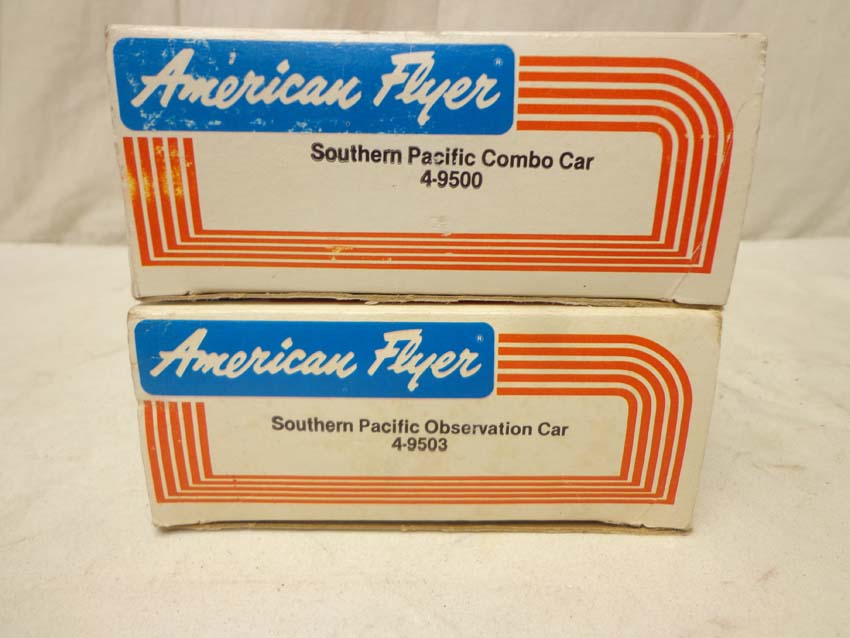 American Flyer®
Southern Pacific Combo Car
4-9500
American Flyer®
Southern Pacific Observation Car
4-9503